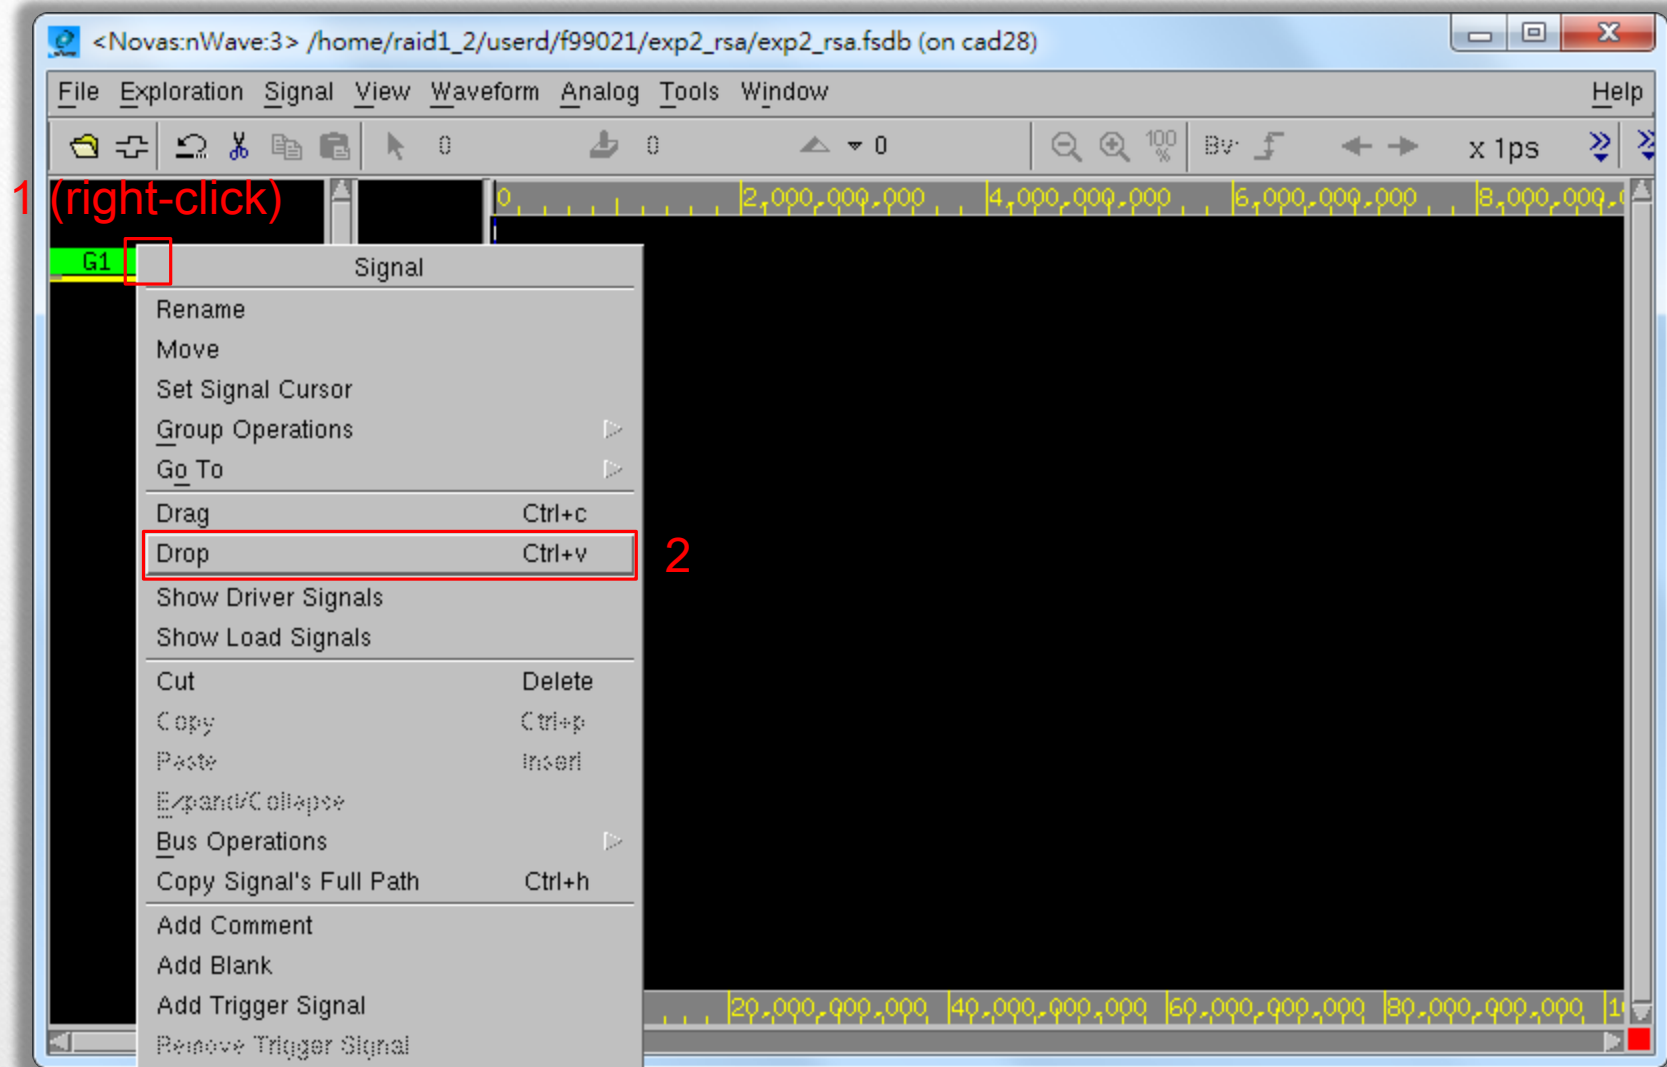 <Novas:nWave:3> /home/raid1_2/userd/f99021/exp2_rsa/exp2_rsa.fsdb (on cad28)
File Exploration Signal View Waveform Analog Tools Window Help
0 0 0 100% By: x 1ps
1 (right-click)
0 2,000,000,000 4,000,000,000 6,000,000,000 8,000,000,0
G1
Signal
Rename
Move
Set Signal Cursor
Group Operations
Go To
Drag Ctrl+c
Drop Ctrl+v
2
Show Driver Signals
Show Load Signals
Cut Delete
Copy Ctrl+p
Paste Insert
Expand/Collapse
Bus Operations
Copy Signal's Full Path Ctrl+h
Add Comment
Add Blank
Add Trigger Signal
20,000,000,000 40,000,000,000 60,000,000,000 80,000,000,000 1
Remove Trigger Signal